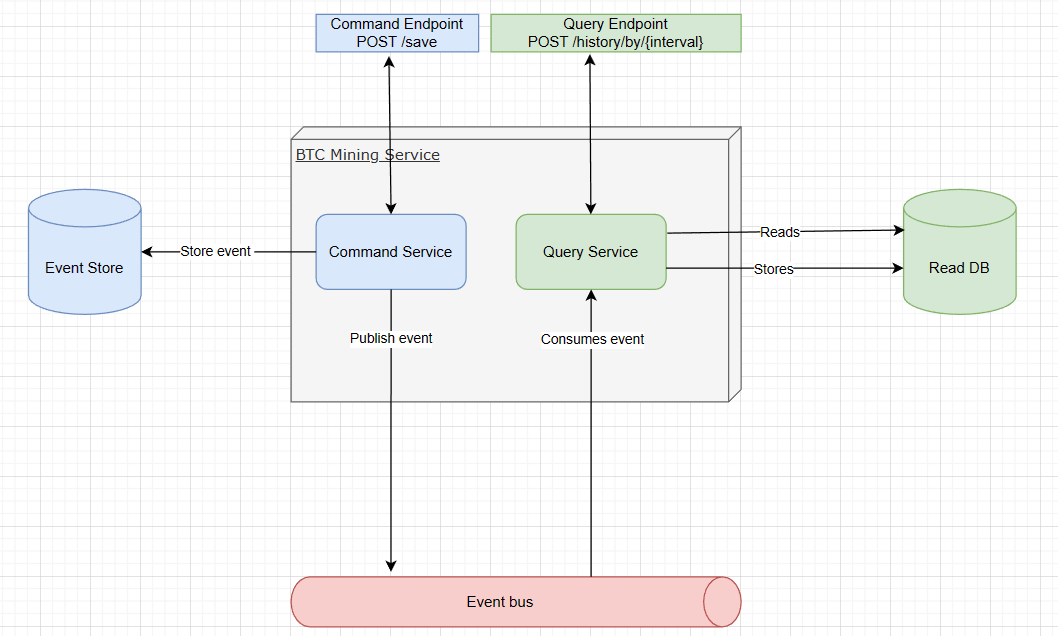 Command Endpoint
POST /save
Query Endpoint
POST /history/by/{interval}
BTC Mining Service
Event Store
Store event
Command Service
Query Service
Reads
Stores
Read DB
Publish event
Consumes event
Event bus